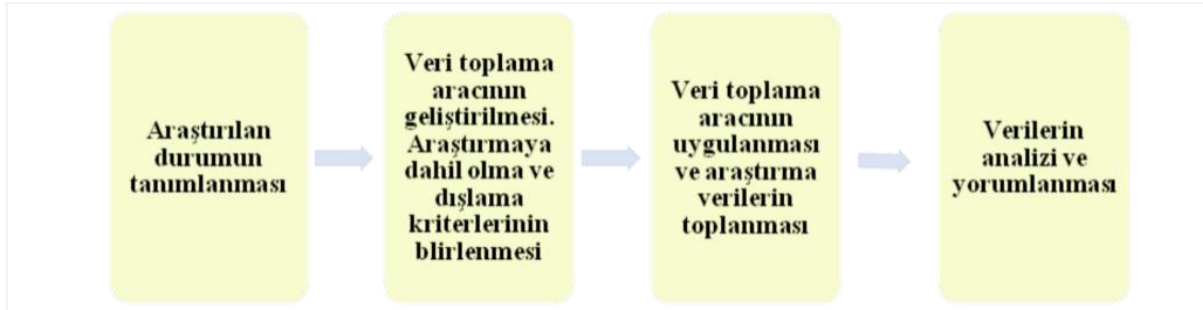 Araştırılan
durumun
tanımlanması
Veri toplama
aracının
geliştirilmesi.
Araştırmaya
dahil olma ve
dışlama
kriterlerinin
blirlenmesi
Veri toplama
aracının
uygulanması
ve araştırma
verilerin
toplanması
Verilerin
analizi ve
yorumlanması